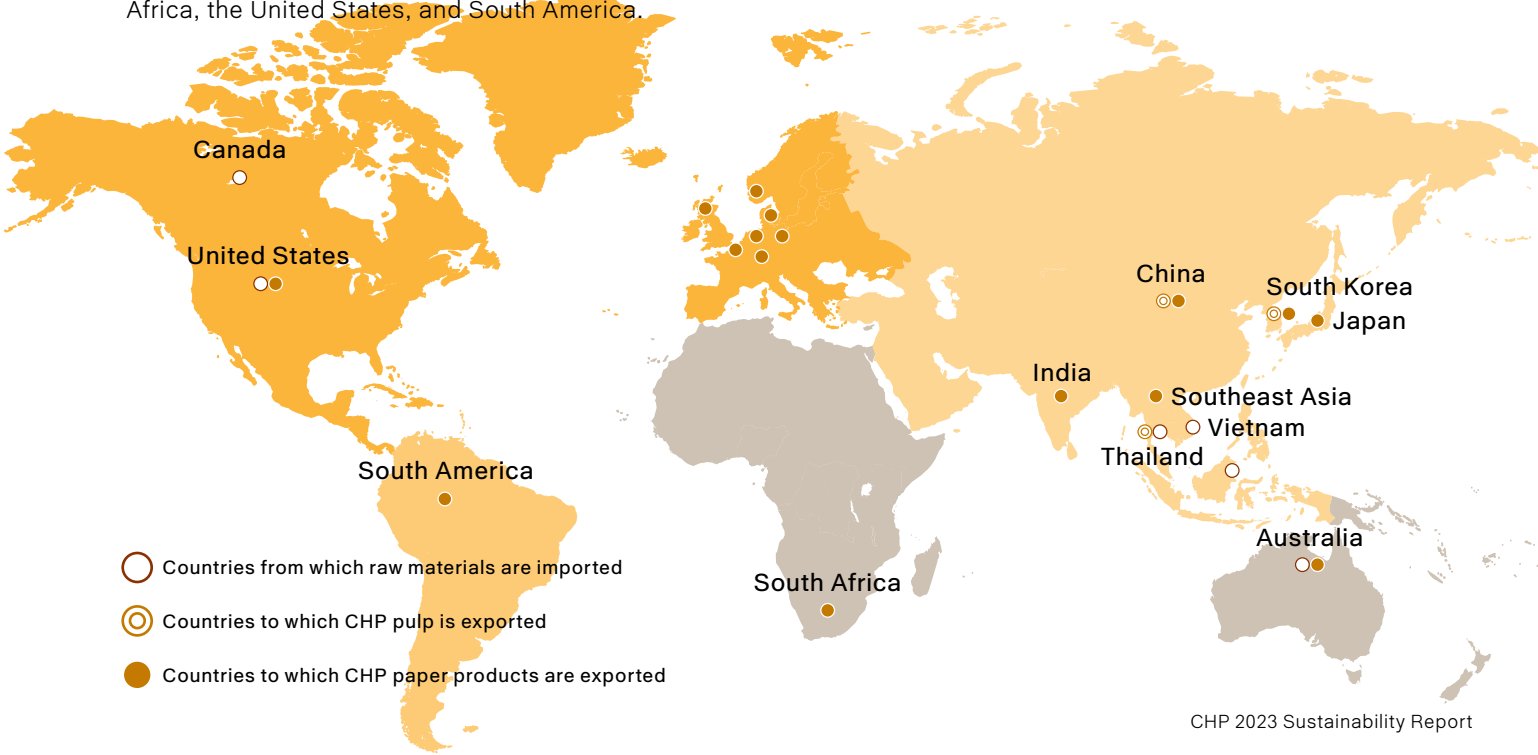 Africa, the United States, and South America.
Canada
United States
China
South Korea
Japan
India
Southeast Asia
Vietnam
Thailand
South America
Australia
South Africa
Countries from which raw materials are imported
Countries to which CHP pulp is exported
Countries to which CHP paper products are exported
CHP 2023 Sustainability Report